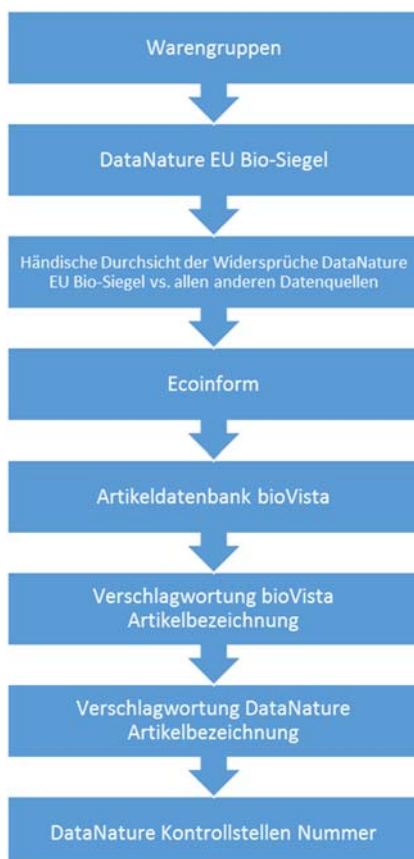 Warengruppen
DataNature EU Bio-Siegel
Händische Durchsicht der Widersprüche DataNature
EU Bio-Siegel vs. allen anderen Datenquellen
Ecoinform
Artikeldatenbank bioVista
Verschlagwortung bioVista
Artikelbezeichnung
Verschlagwortung DataNature
Artikelbezeichnung
DataNature Kontrollstellen Nummer